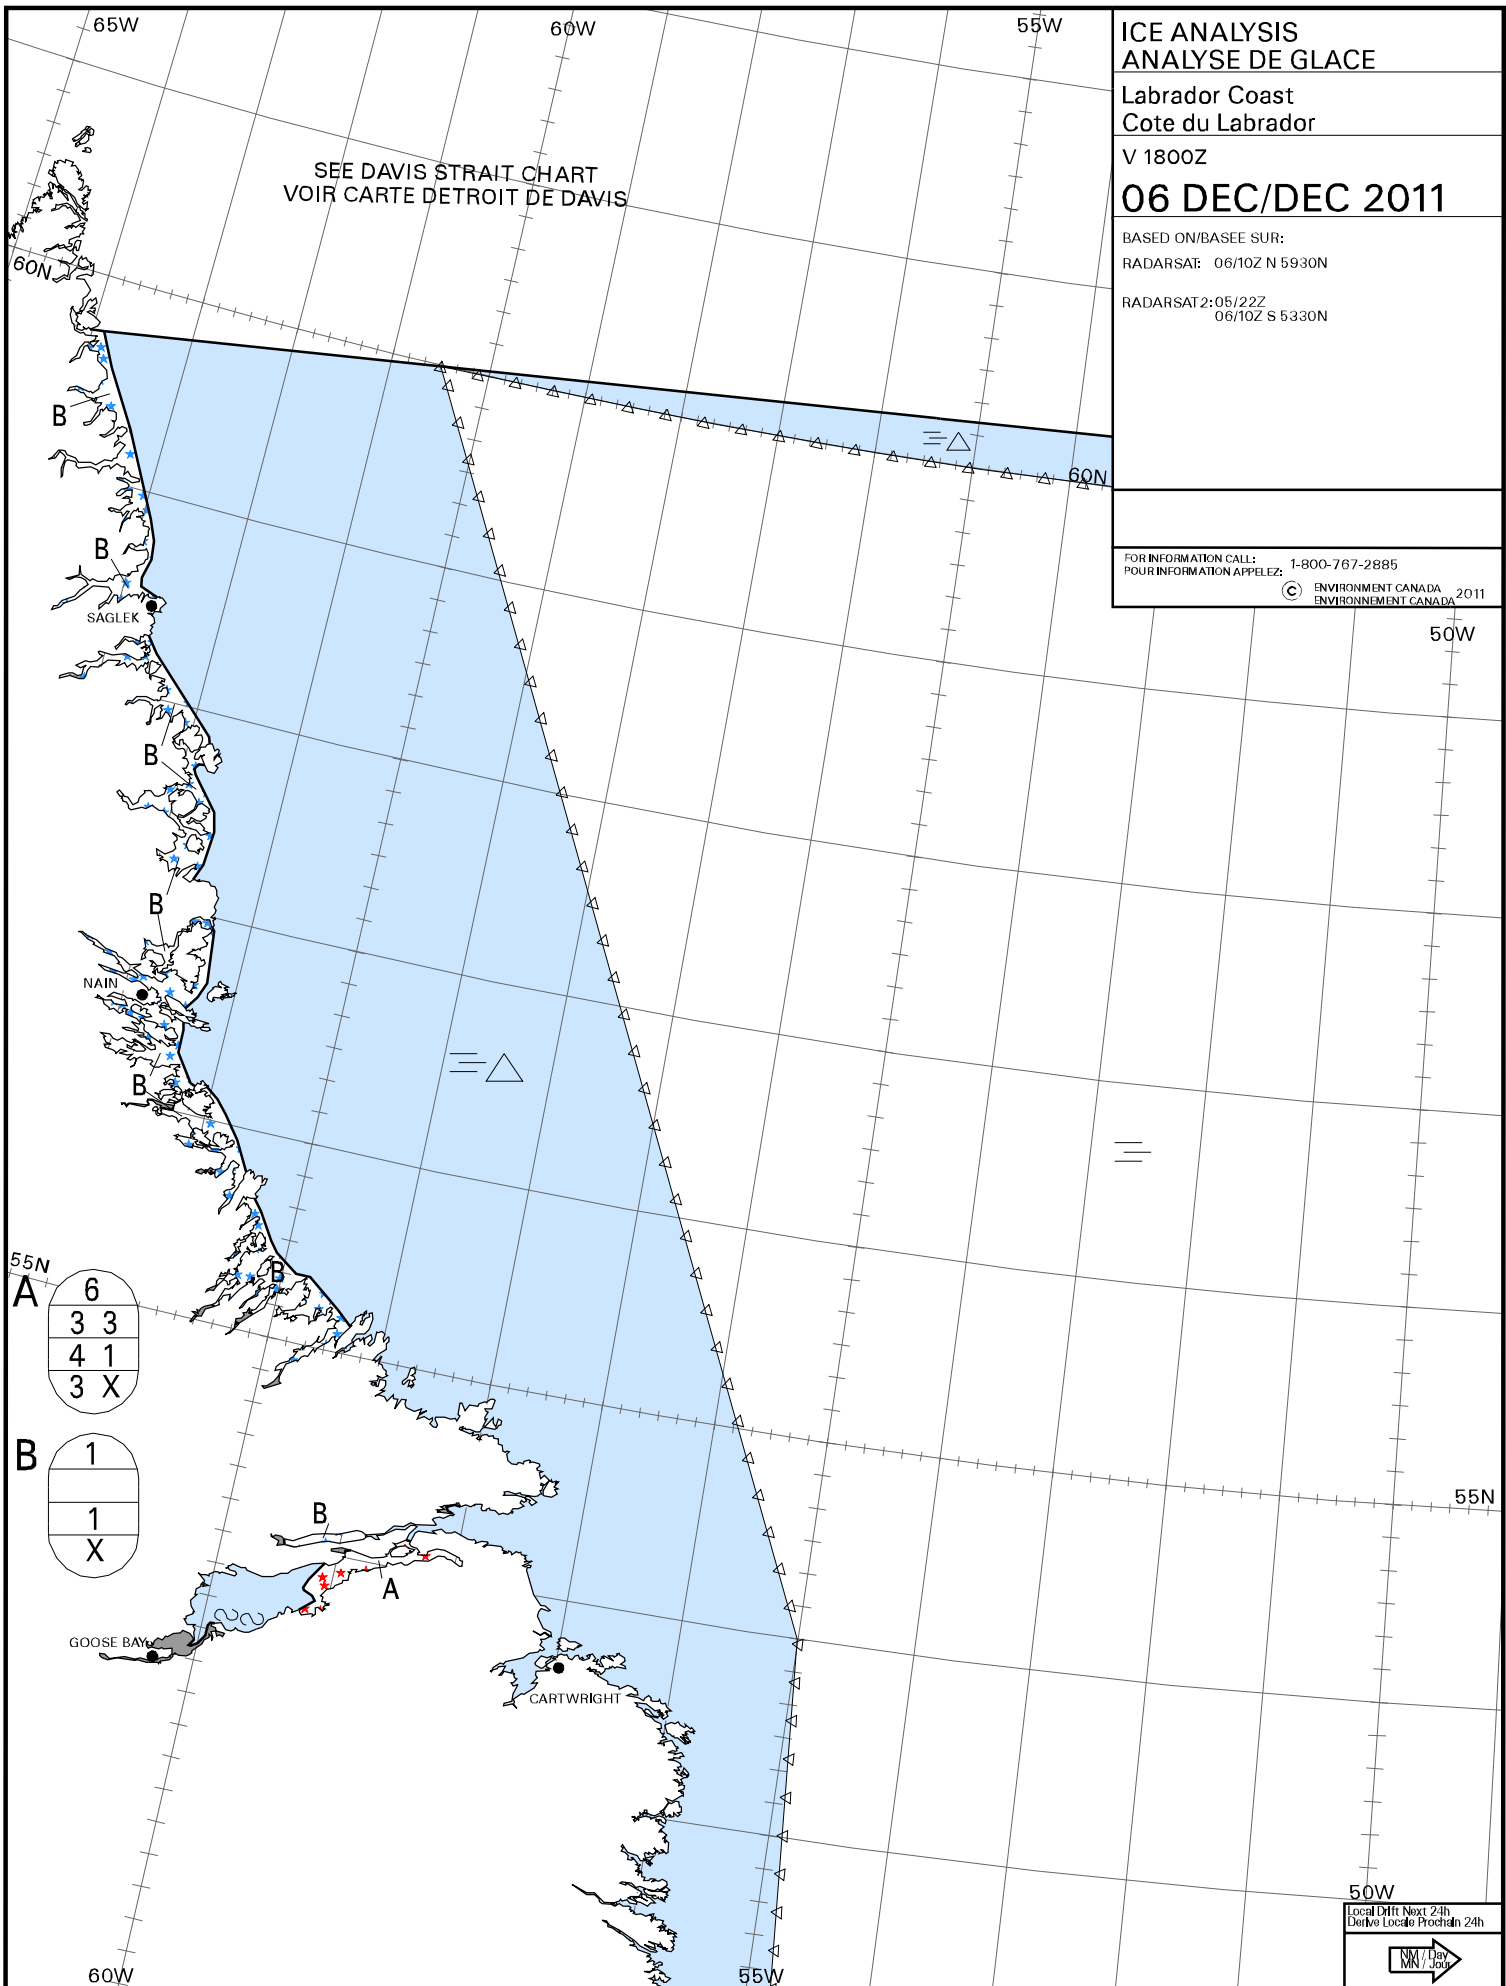 65W
60W
55W
ICE ANALYSIS
ANALYSE DE GLACE
Labrador Coast
Cote du Labrador
V 1800Z
06 DEC/DEC 2011
BASED ON/BASEE SUR:
RADARSAT: 06/10Z N 5930N
RADARSAT2: 05/22Z
06/10Z S 5330N
FOR INFORMATION CALL: 1-800-767-2885
POUR INFORMATION APPELEZ:
© ENVIRONMENT CANADA 2011
ENVIRONNEMENT CANADA
SEE DAVIS STRAIT CHART
VOIR CARTE DETROIT DE DAVIS
60N
B
60N
B
SAGLEK
50W
B
B
NAIN
B
55N
B
A
6
3 3
4 1
3 X
B
1
1
X
55N
B
A
GOOSE BAY
CARTWRIGHT
50W
Local Drift Next 24h
Derive Locale Prochain 24h
NM / Day
MN / Jour
60W
55W